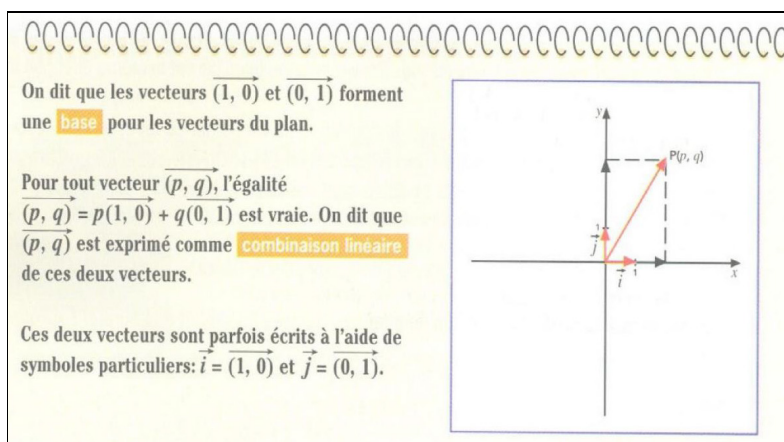 On dit que les vecteurs (1, 0) et (0, 1) forment
une base pour les vecteurs du plan.
Pour tout vecteur (p, q), l'égalité
(p, q) = p(1, 0) + q(0, 1) est vraie. On dit que
(p, q) est exprimé comme combinaison linéaire
de ces deux vecteurs.
Ces deux vecteurs sont parfois écrits à l'aide de
symboles particuliers: i = (1, 0) et j = (0, 1).
y
P(p, q)
1
j
i
1
x